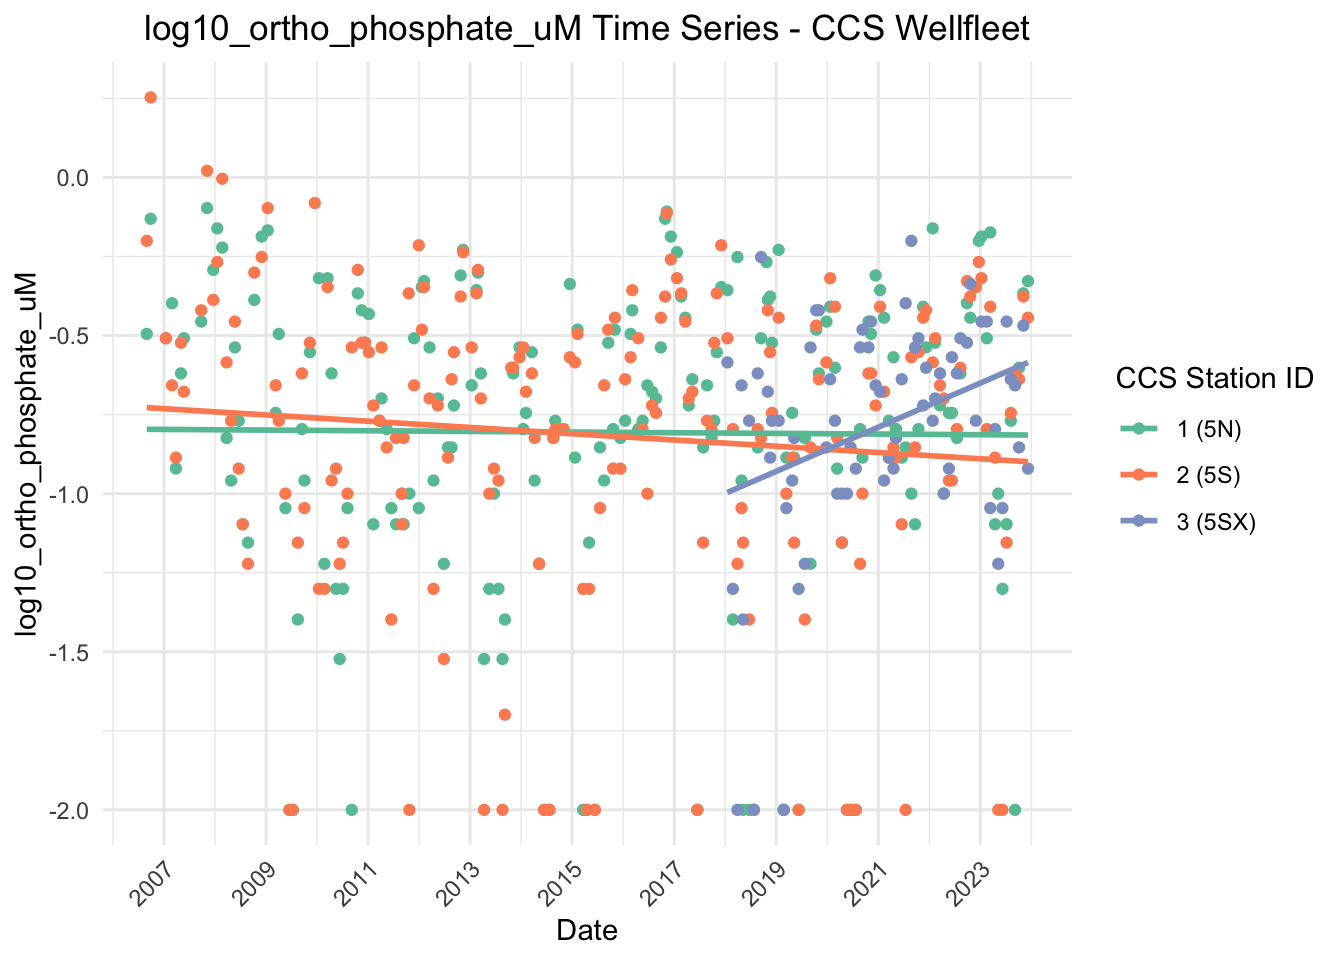 log10_ortho_phosphate_uM Time Series - CCS Wellfleet
log10_ortho_phosphate_uM
0.0
-0.5
-1.0
-1.5
-2.0
2007
2009
2011
2013
2015
2017
2019
2021
2023
Date
CCS Station ID
1 (5N)
2 (5S)
3 (5SX)